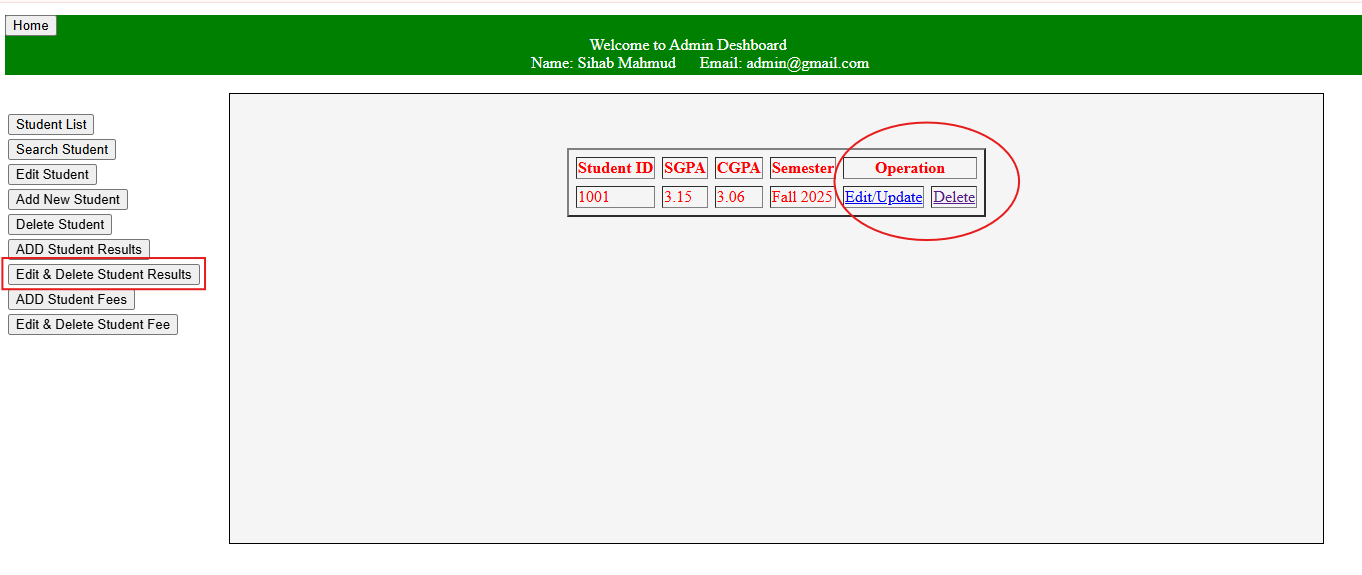 Home
Welcome to Admin Deshboard
Name: Sihab Mahmud Email: admin@gmail.com
Student List
Search Student
Edit Student
Add New Student
Delete Student
ADD Student Results
Edit & Delete Student Results
ADD Student Fees
Edit & Delete Student Fee
Student ID SGPA CGPA Semester Operation
1001 3.15 3.06 Fall 2025 Edit/Update Delete